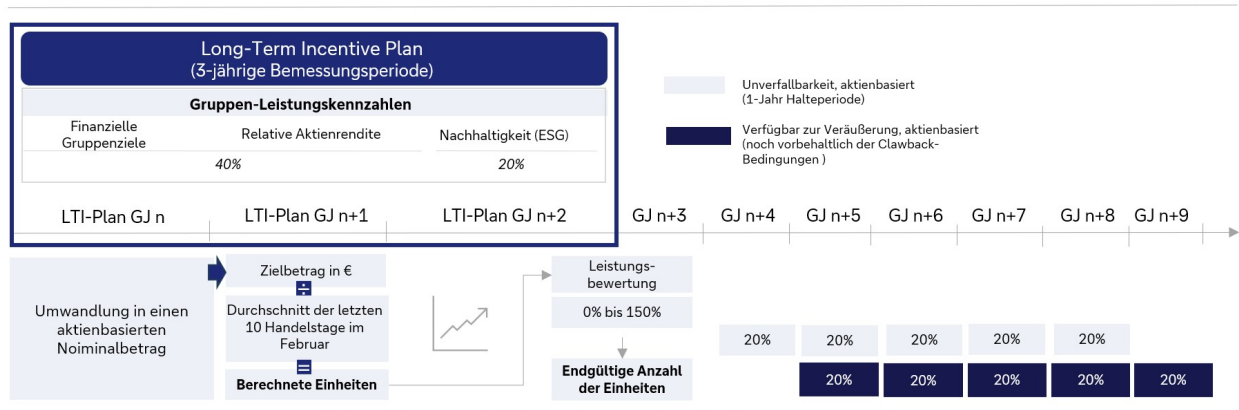 Long-Term Incentive Plan
(3-jährige Bemessungsperiode)
Gruppen-Leistungskennzahlen
Finanzielle
Gruppenziele
Relative Aktienrendite
Nachhaltigkeit (ESG)
40%
20%
Unverfallbarkeit, aktienbasiert
(1-Jahr Halteperiode)
Verfügbar zur Veräußerung, aktienbasiert
(noch vorbehaltlich der Clawback-
Bedingungen )
LTI-Plan GJ n
LTI-Plan GJ n+1
LTI-Plan GJ n+2
GJ n+3
GJ n+4
GJ n+5
GJ n+6
GJ n+7
GJ n+8
GJ n+9
Umwandlung in einen
aktienbasierten
Noiminalbetrag
Zielbetrag in €
÷
Durchschnitt der letzten
10 Handelstage im
Februar
=
Berechnete Einheiten
Leistungs-
bewertung
0% bis 150%
Endgültige Anzahl
der Einheiten
20%
20%
20%
20%
20%
20%
20%
20%
20%
20%